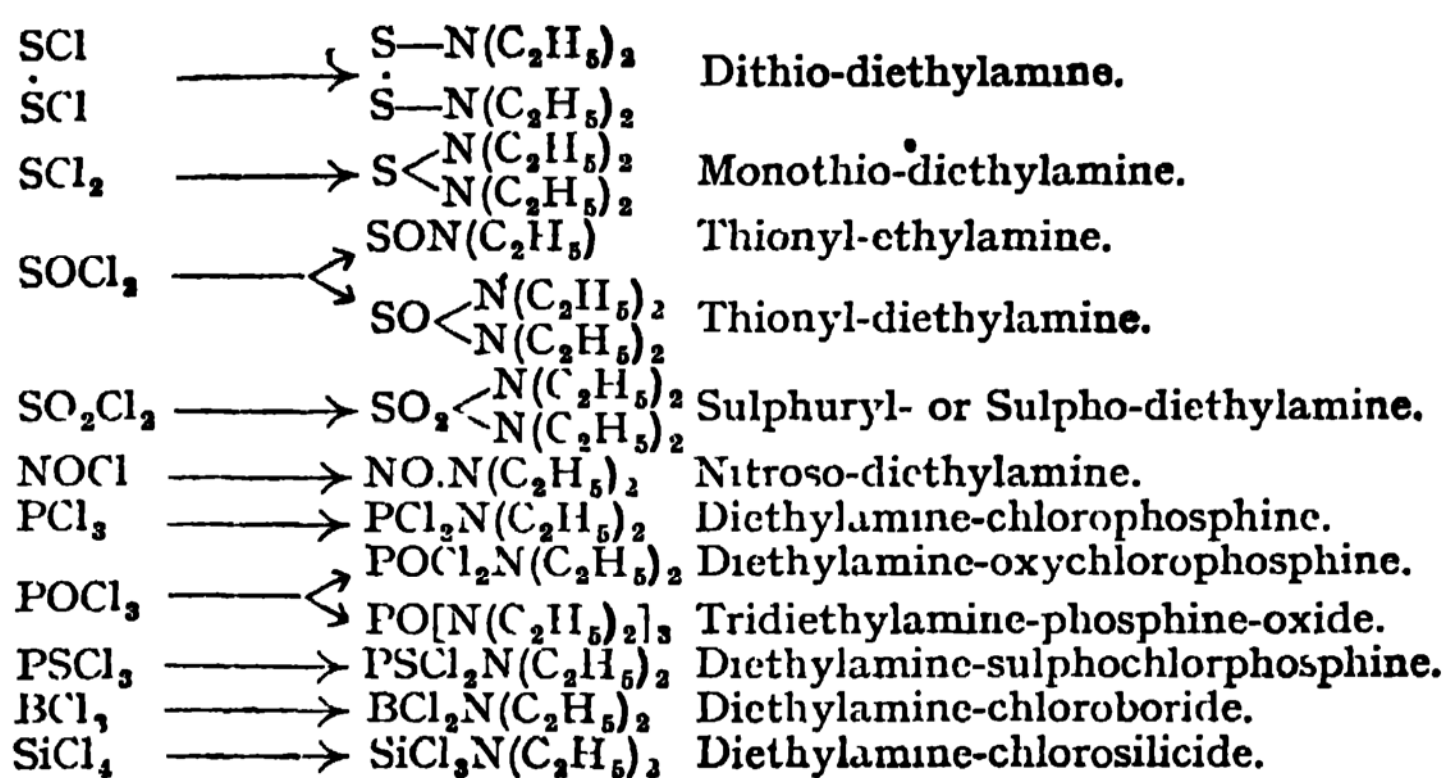 SCl ṠCl → S—N(C₂H₅)₂ Ṡ—N(C₂H₅)₂ Dithio-diethylamine.
SCl₂ → S<N(C₂H₅)₂ N(C₂H₅)₂ Monothio-diethylamine.
SOCl₂ → SON(C₂H₅) Thionyl-ethylamine.
SO<N(C₂H₅)₂ N(C₂H₅)₂ Thionyl-diethylamine.
SO₂Cl₂ → SO₂<N(C₂H₅)₂ N(C₂H₅)₂ Sulphuryl- or Sulpho-diethylamine.
NOCl → NO.N(C₂H₅)₂ Nitroso-diethylamine.
PCl₃ → PCl₂N(C₂H₅)₂ Diethylamine-chlorophosphine.
POCl₃ → POCl₂N(C₂H₅)₂ Diethylamine-oxychlorophosphine.
PO[N(C₂H₅)₂]₃ Tridiethylamine-phosphine-oxide.
PSCl₃ → PSCl₂N(C₂H₅)₂ Diethylamine-sulphochlorphosphine.
BCl₃ → BCl₂N(C₂H₅)₂ Diethylamine-chloroboride.
SiCl₄ → SiCl₃N(C₂H₅)₂ Diethylamine-chlorosilicide.